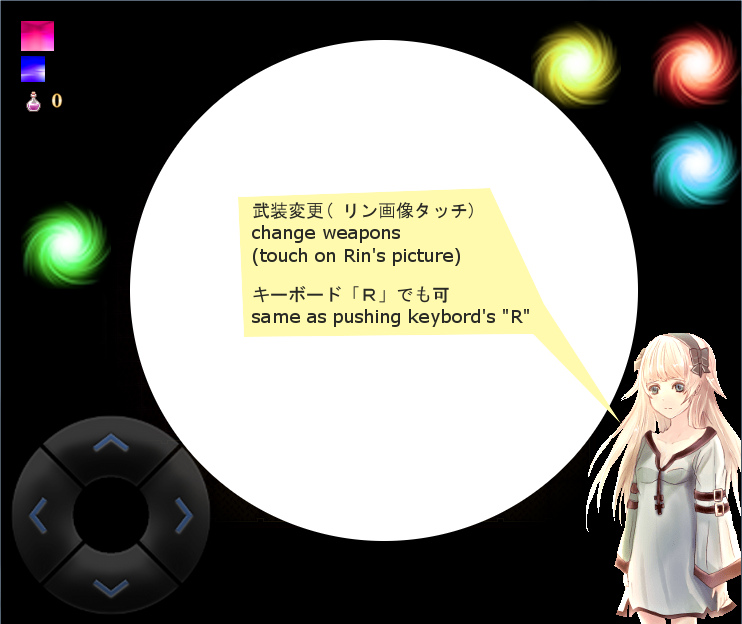 0
武装変更( リン画像タッチ)
change weapons
(touch on Rin's picture)
キーボード「R」でも可
same as pushing keybord's "R"